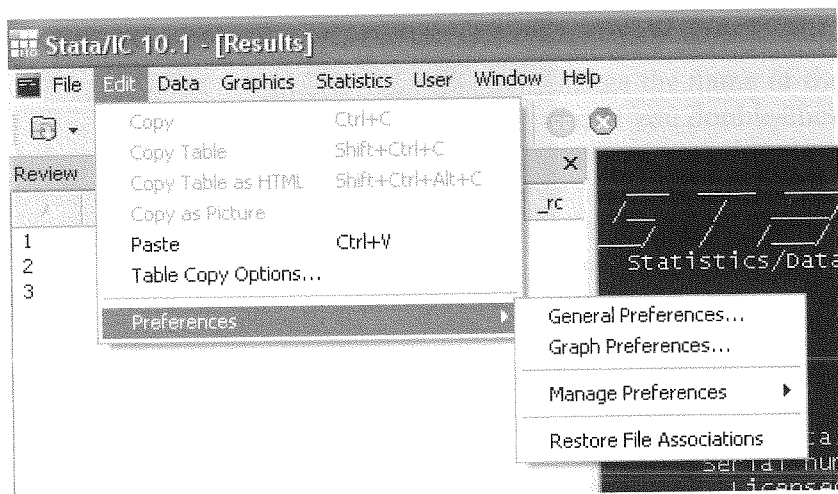 Stata/IC 10.1 - [Results]
File Edit Data Graphics Statistics User Window Help
Review
_rc
1
2
3
Copy Ctrl+C
Copy Table Shift+Ctrl+C
Copy Table as HTML Shift+Ctrl+Alt+C
Copy as Picture
Paste Ctrl+V
Table Copy Options...
Preferences
General Preferences...
Graph Preferences...
Manage Preferences
Restore File Associations
Statistics/Data